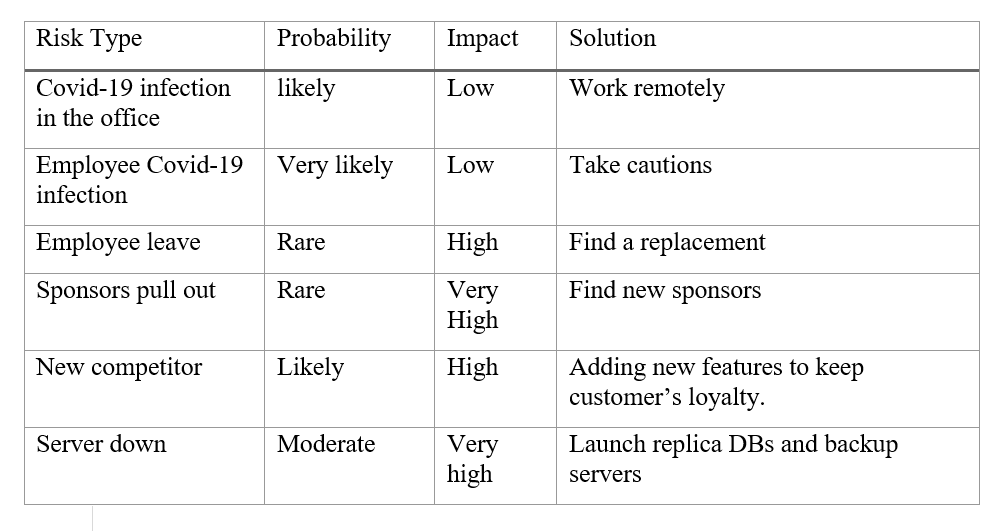 Risk Type Probability Impact Solution
Covid-19 infection likely Low Work remotely
in the office
Employee Covid-19 Very likely Low Take cautions
infection
Employee leave Rare High Find a replacement
Sponsors pull out Rare Very Find new sponsors
High
New competitor Likely High Adding new features to keep
customer’s loyalty.
Server down Moderate Very Launch replica DBs and backup
high servers